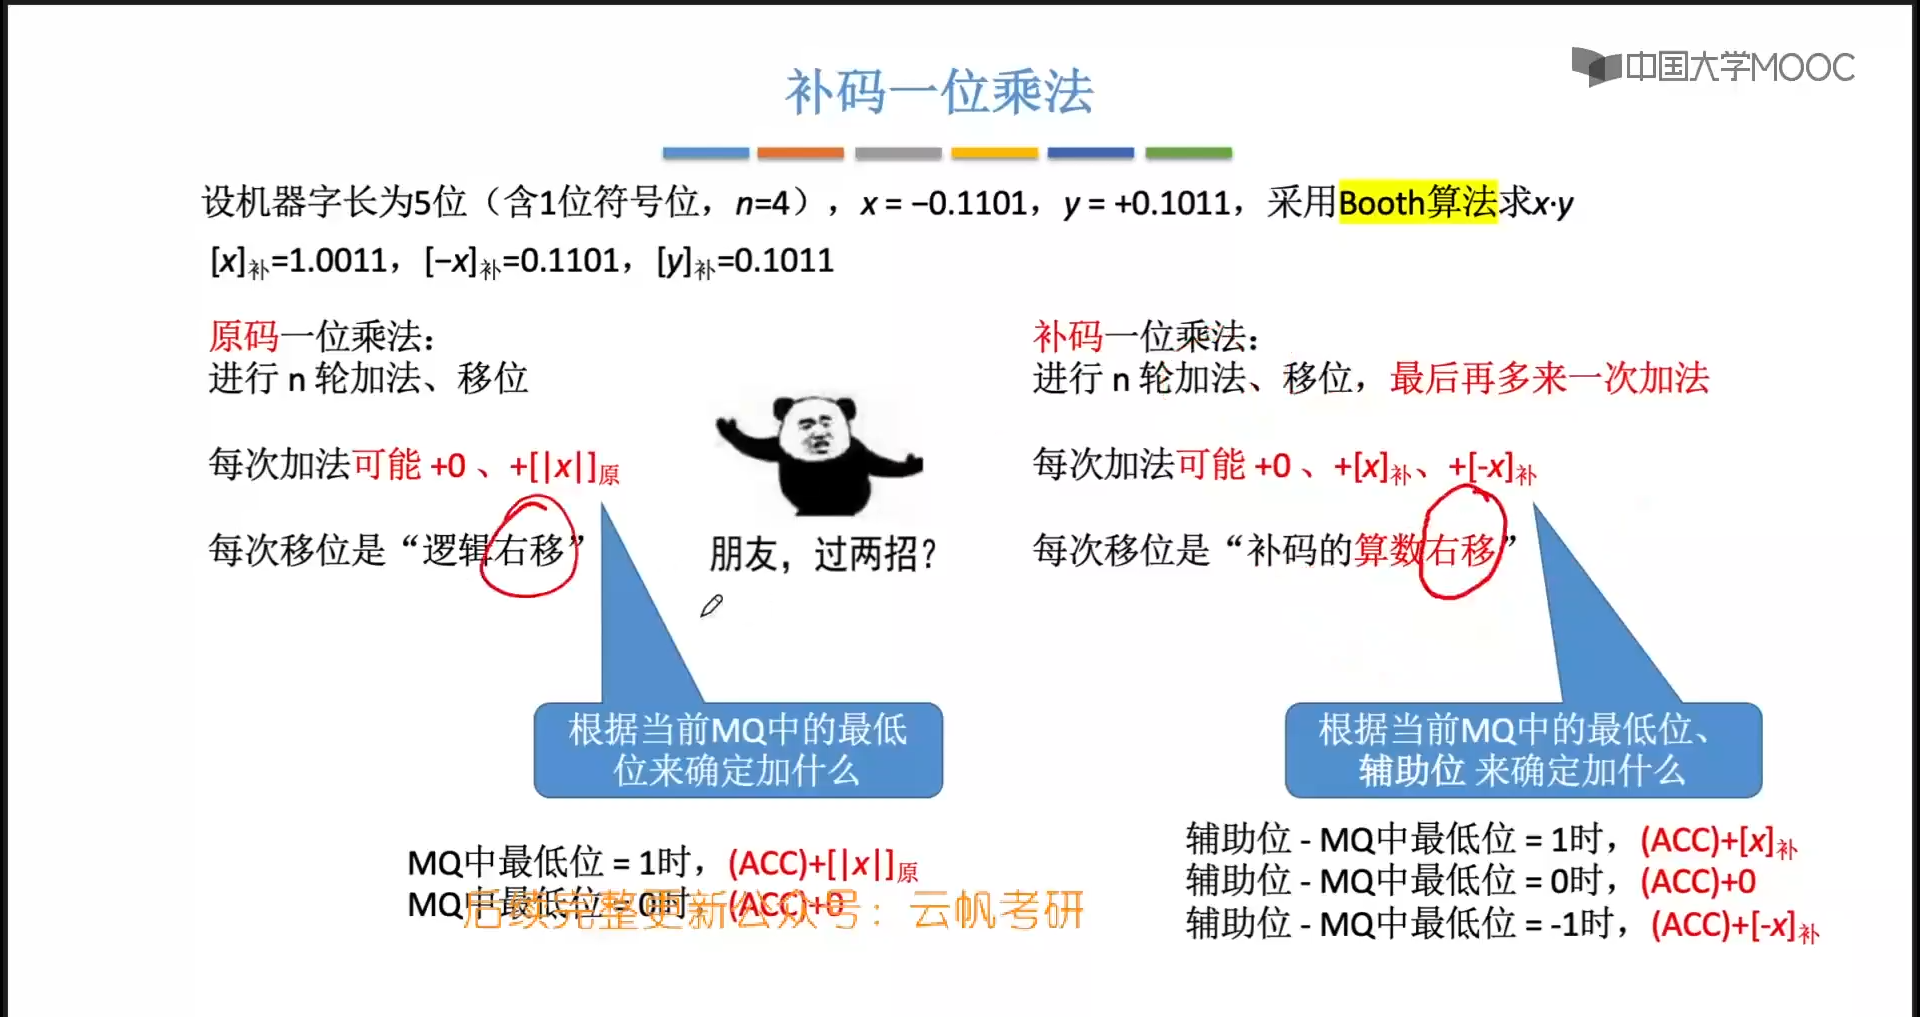 中国大学MOOC
补码一位乘法
设机器字长为5位（含1位符号位，n=4），x = −0.1101，y = +0.1011，采用Booth算法求x·y
[x]补=1.0011，[−x]补=0.1101，[y]补=0.1011
原码一位乘法：
进行 n 轮加法、移位
每次加法可能 +0 、+[|x|]原
每次移位是“逻辑右移”
朋友，过两招？
根据当前MQ中的最低
位来确定加什么
MQ中最低位 = 1时，(ACC)+[|x|]原
MQ中最低位 = 0时，(ACC)+0
后续完整更新公众号：云帆考研
补码一位乘法：
进行 n 轮加法、移位，最后再多来一次加法
每次加法可能 +0 、+[x]补、+[-x]补
每次移位是“补码的算数右移”
根据当前MQ中的最低位、
辅助位 来确定加什么
辅助位 - MQ中最低位 = 1时，(ACC)+[x]补
辅助位 - MQ中最低位 = 0时，(ACC)+0
辅助位 - MQ中最低位 = -1时，(ACC)+[-x]补